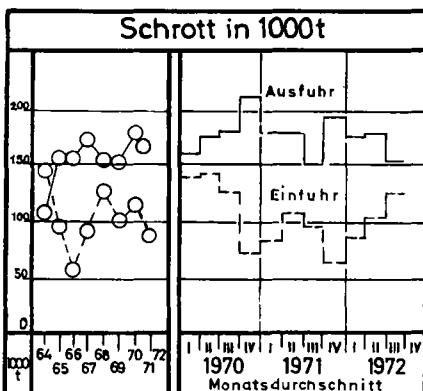 Schrott in 1000t
200
150
100
50
0
Ausfuhr
Einfuhr
1000 t
64 66 68 70 72
65 67 69 71
I II III IV I II III IV I II III IV
1970 1971 1972
Monatsdurchschnitt